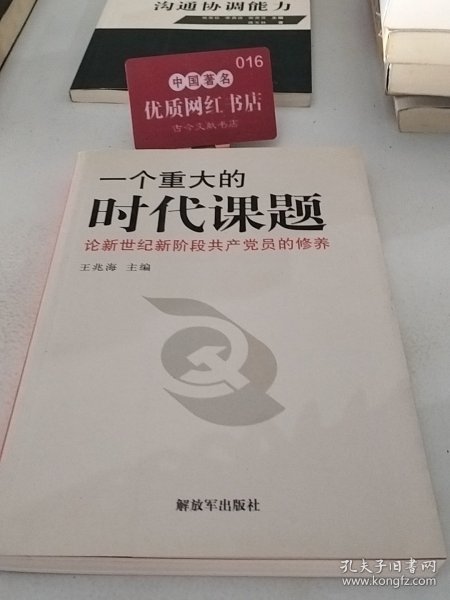 沟通协调能力
016
中国著名
优质网红书店
古今文献书店
一个重大的
时代课题
论新世纪新阶段共产党员的修养
王兆海 主编
解放军出版社
孔夫子旧书网
www.kongfz.com